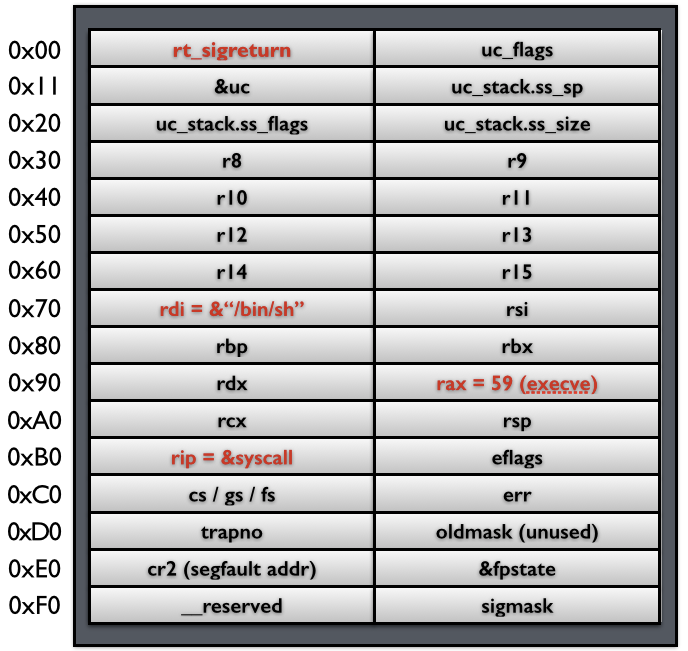 0x00 rt_sigreturn uc_flags
0x11 &uc uc_stack.ss_sp
0x20 uc_stack.ss_flags uc_stack.ss_size
0x30 r8 r9
0x40 r10 r11
0x50 r12 r13
0x60 r14 r15
0x70 rdi = &“/bin/sh” rsi
0x80 rbp rbx
0x90 rdx rax = 59 (execve)
0xA0 rcx rsp
0xB0 rip = &syscall eflags
0xC0 cs / gs / fs err
0xD0 trapno oldmask (unused)
0xE0 cr2 (segfault addr) &fpstate
0xF0 __reserved sigmask